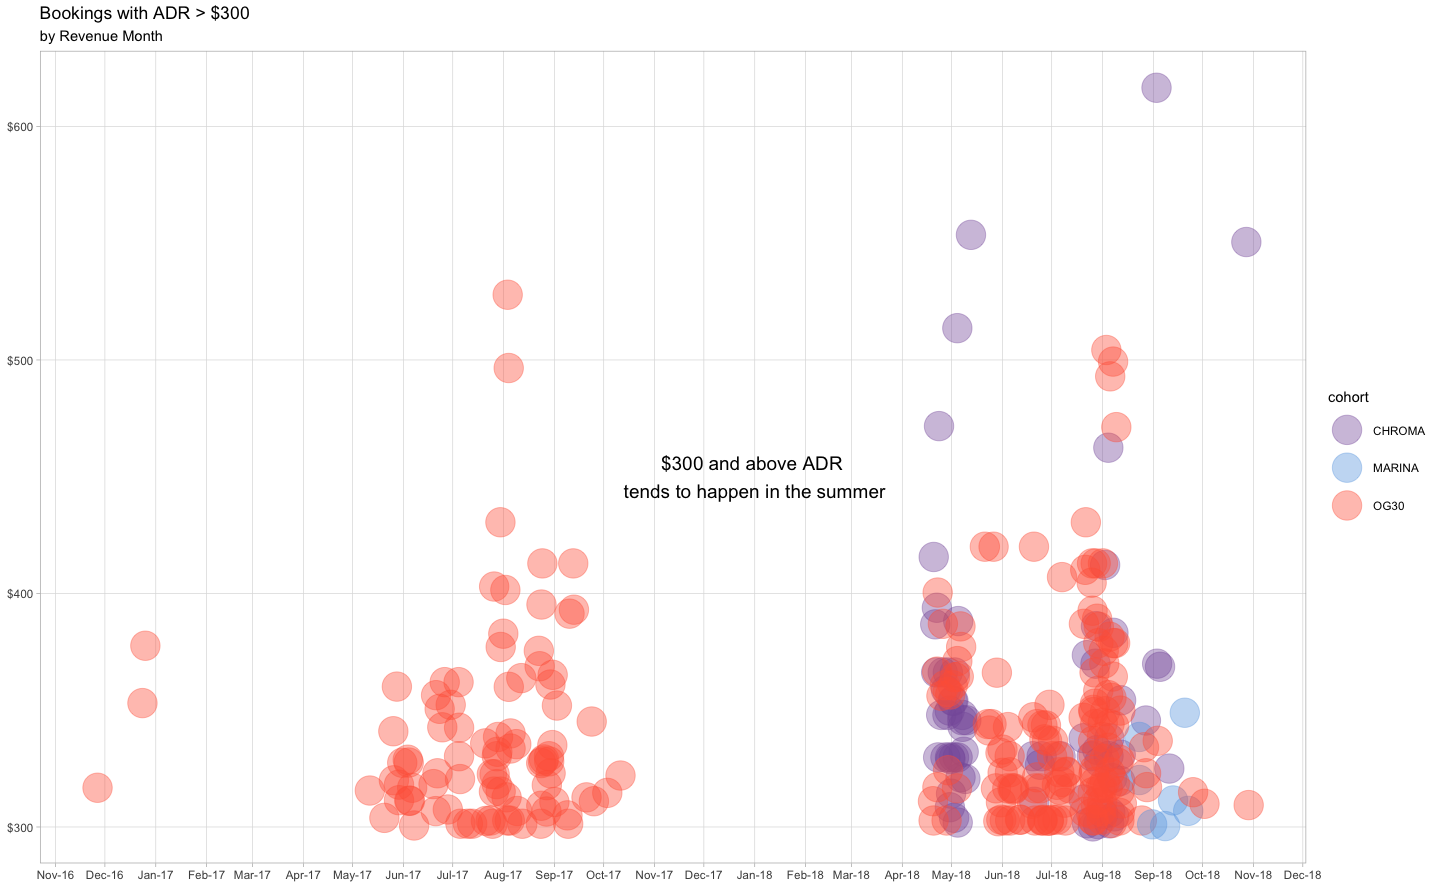 Bookings with ADR > $300
by Revenue Month
$600
$500
$400
$300
$300 and above ADR
tends to happen in the summer
Nov-16 Dec-16 Jan-17 Feb-17 Mar-17 Apr-17 May-17 Jun-17 Jul-17 Aug-17 Sep-17 Oct-17 Nov-17 Dec-17 Jan-18 Feb-18 Mar-18 Apr-18 May-18 Jun-18 Jul-18 Aug-18 Sep-18 Oct-18 Nov-18 Dec-18
cohort
CHROMA
MARINA
OG30